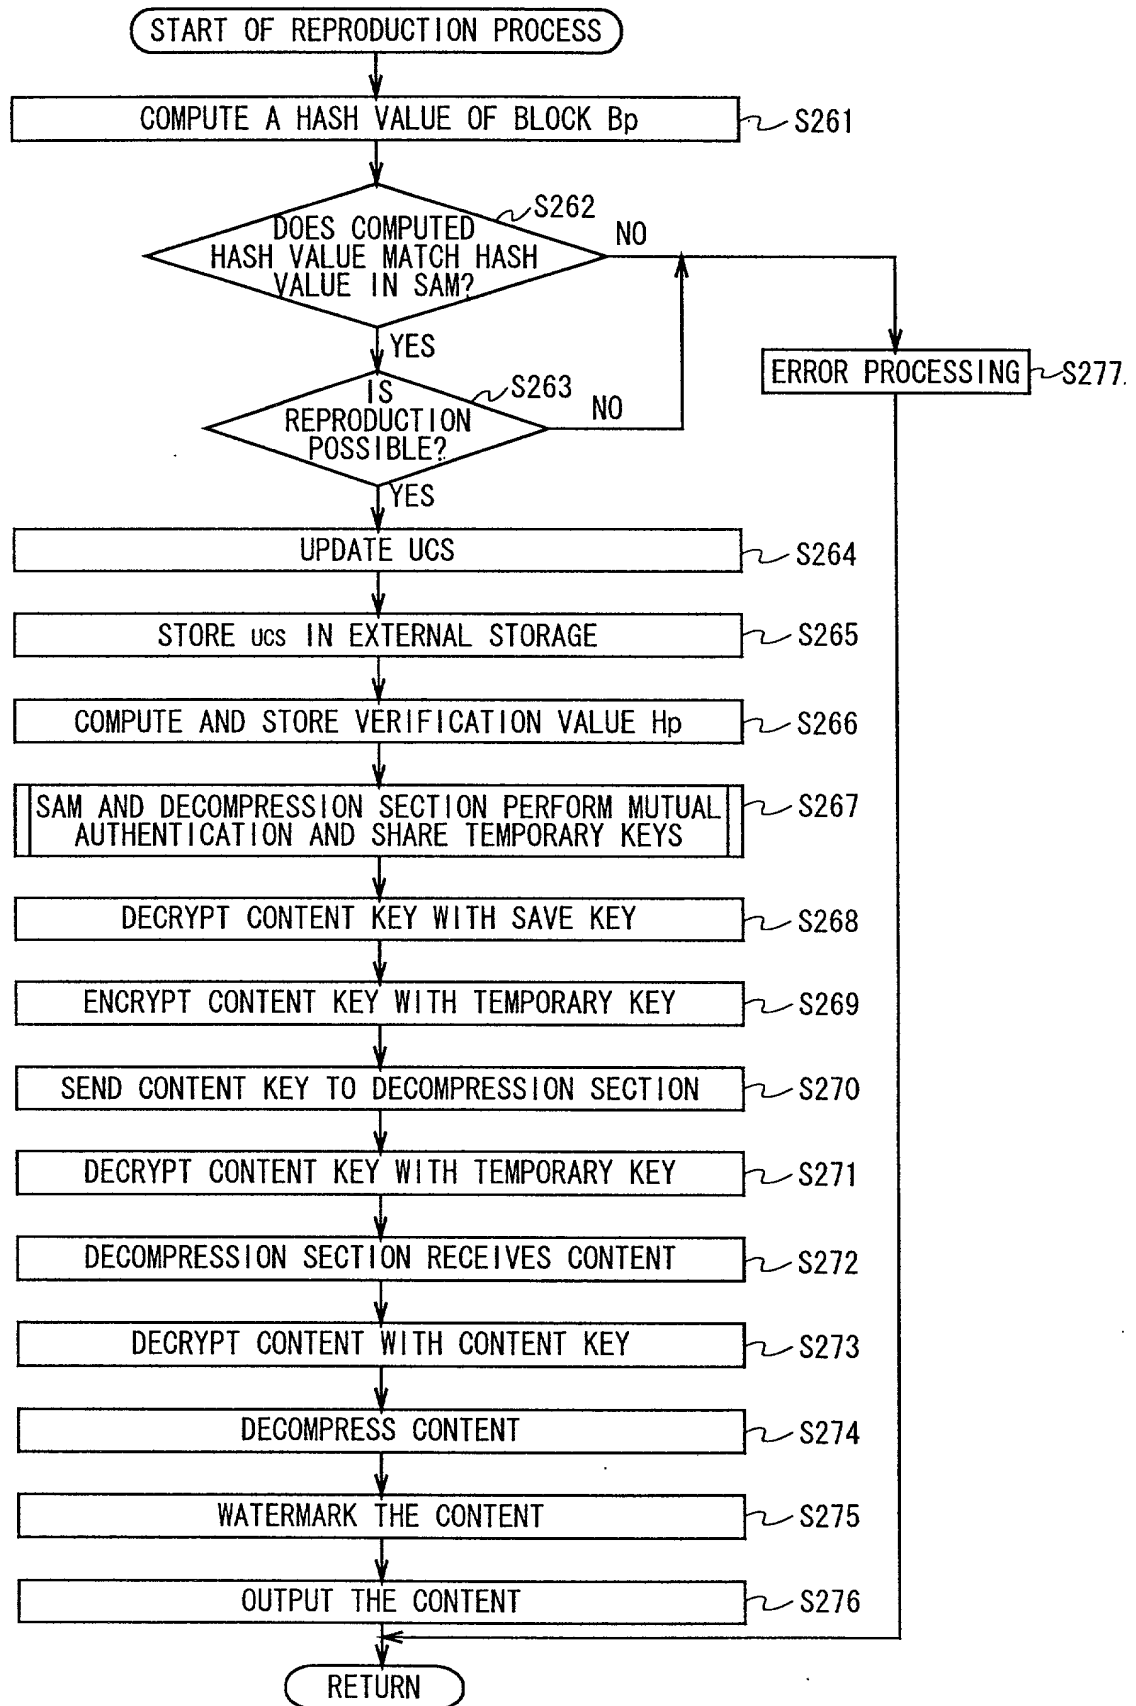 START OF REPRODUCTION PROCESS
COMPUTE A HASH VALUE OF BLOCK Bp
S261
S262
DOES COMPUTED
HASH VALUE MATCH HASH
VALUE IN SAM?
NO
YES
ERROR PROCESSING
S277
S263
IS
REPRODUCTION
POSSIBLE?
NO
YES
UPDATE UCS
S264
STORE UCS IN EXTERNAL STORAGE
S265
COMPUTE AND STORE VERIFICATION VALUE Hp
S266
SAM AND DECOMPRESSION SECTION PERFORM MUTUAL
AUTHENTICATION AND SHARE TEMPORARY KEYS
S267
DECRYPT CONTENT KEY WITH SAVE KEY
S268
ENCRYPT CONTENT KEY WITH TEMPORARY KEY
S269
SEND CONTENT KEY TO DECOMPRESSION SECTION
S270
DECRYPT CONTENT KEY WITH TEMPORARY KEY
S271
DECOMPRESSION SECTION RECEIVES CONTENT
S272
DECRYPT CONTENT WITH CONTENT KEY
S273
DECOMPRESS CONTENT
S274
WATERMARK THE CONTENT
S275
OUTPUT THE CONTENT
S276
RETURN